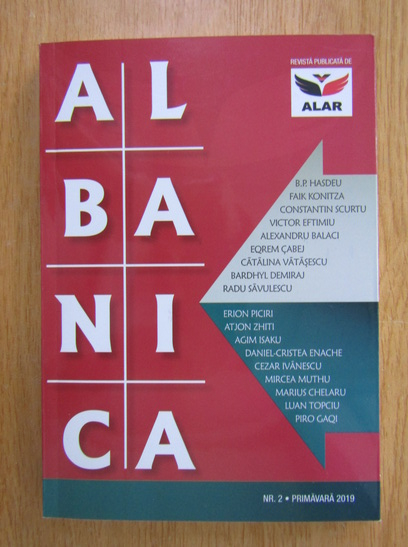 AL
BA
NI
CA
REVISTĂ PUBLICATĂ DE
ALAR
B.P. HASDEU
FAIK KONITZA
CONSTANTIN SCURTU
VICTOR EFTIMIU
ALEXANDRU BALACI
EQREM ÇABEJ
CĂTĂLINA VĂTĂŞESCU
BARDHYL DEMIRAJ
RADU SĂVULESCU
ERION PICIRI
ATJON ZHITI
AGIM ISAKU
DANIEL-CRISTEA ENACHE
CEZAR IVĂNESCU
MIRCEA MUTHU
MARIUS CHELARU
LUAN TOPCIU
PIRO GAQI
NR. 2 • PRIMĂVARĂ 2019